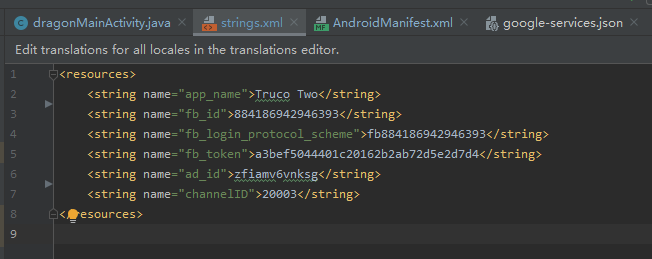 dragonMainActivity.java strings.xml AndroidManifest.xml google-services.json
Edit translations for all locales in the translations editor.
1 <resources>
2 <string name="app_name">Truco Two</string>
3 <string name="fb_id">884186942946393</string>
4 <string name="fb_login_protocol_scheme">fb884186942946393</string>
5 <string name="fb_token">a3bef5044401c20162b2ab72d5e2d7d4</string>
6 <string name="ad_id">zfiamv6vnksg</string>
7 <string name="channelID">20003</string>
8 </resources>
9